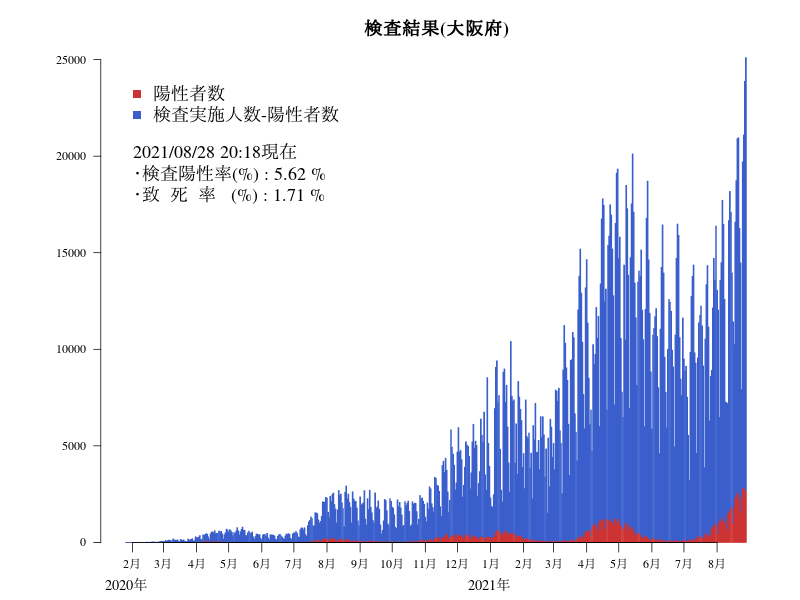 検査結果(大阪府)
25000
陽性者数
検査実施人数-陽性者数
20000
2021/08/28 20:18現在
・検査陽性率(%) : 5.62 %
・致 死 率 (%) : 1.71 %
15000
10000
5000
0
2月 3月 4月 5月 6月 7月 8月 9月 10月 11月 12月 1月 2月 3月 4月 5月 6月 7月 8月
2020年 2021年